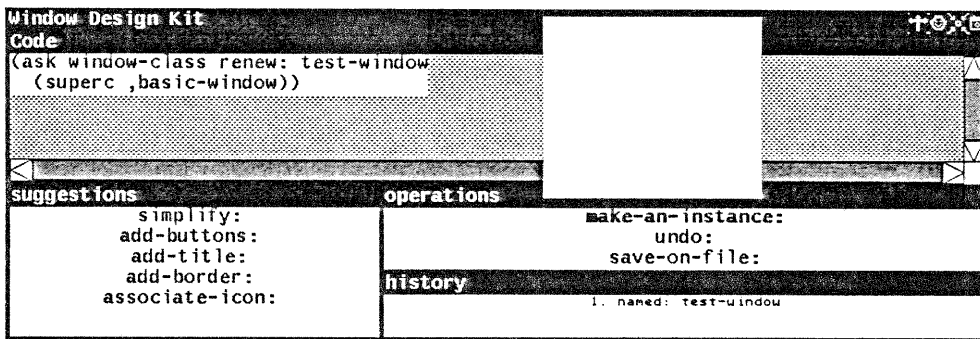 Window Design Kit
Code
(ask window-class renew: test-window
(superc ,basic-window))
suggestions
simplify:
add-buttons:
add-title:
add-border:
associate-icon:
operations
make-an-instance:
undo:
save-on-file:
history
1. named: test-window